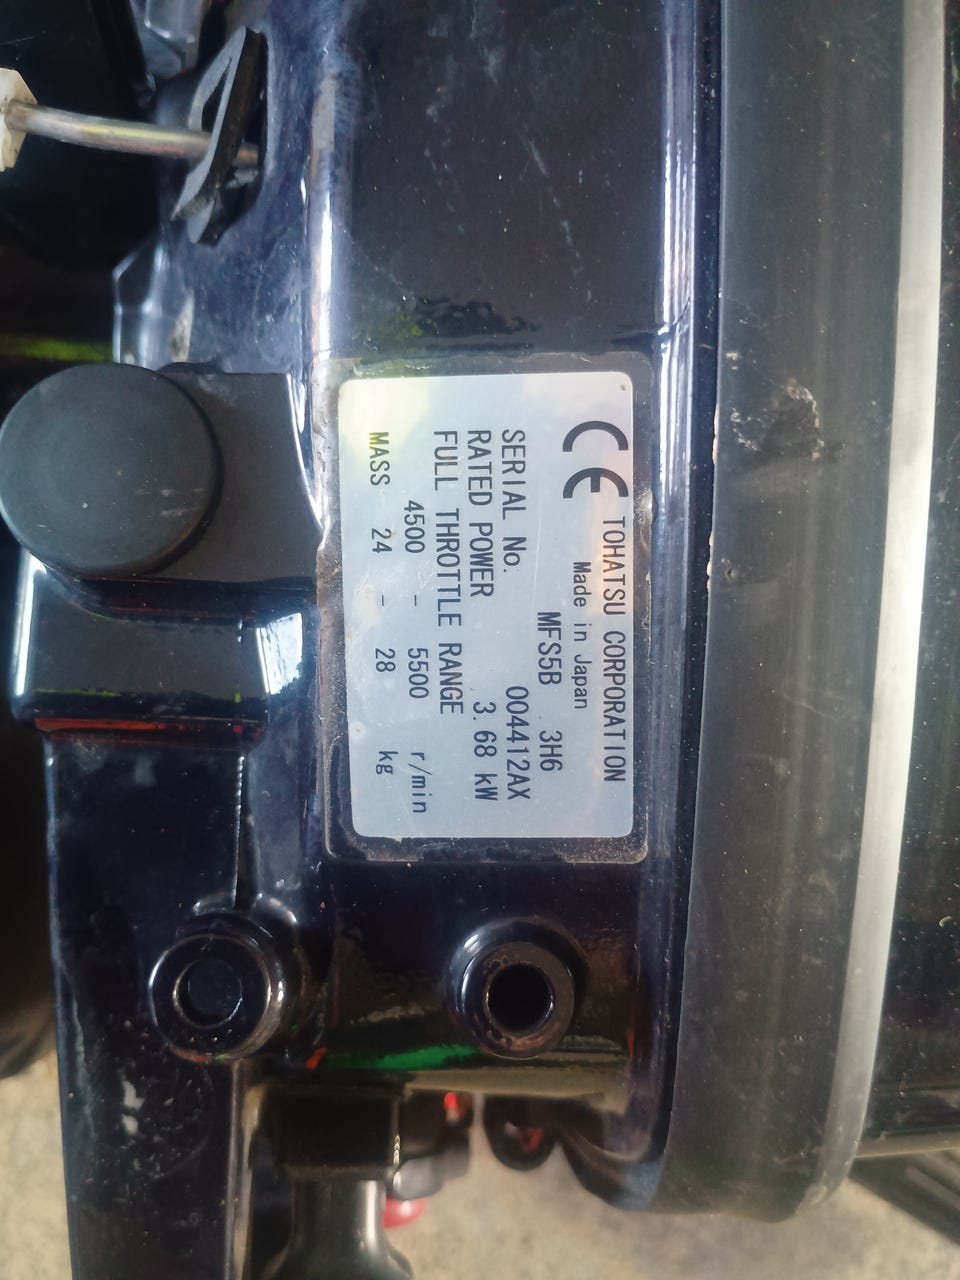 CE TOHATSU CORPORATION
Made in Japan
MFS5B 3H6
SERIAL No. 004412AX
RATED POWER 3.68 kW
FULL THROTTLE RANGE
4500 - 5500 r/min
MASS 24 - 28 kg